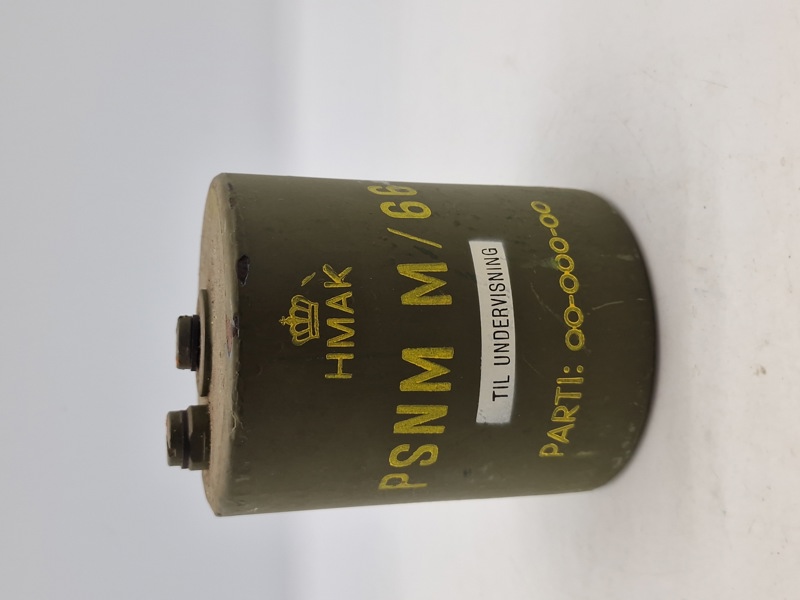 HMAK
PSNM M/66
TIL UNDERVISNING
PARTI: 00-000-00